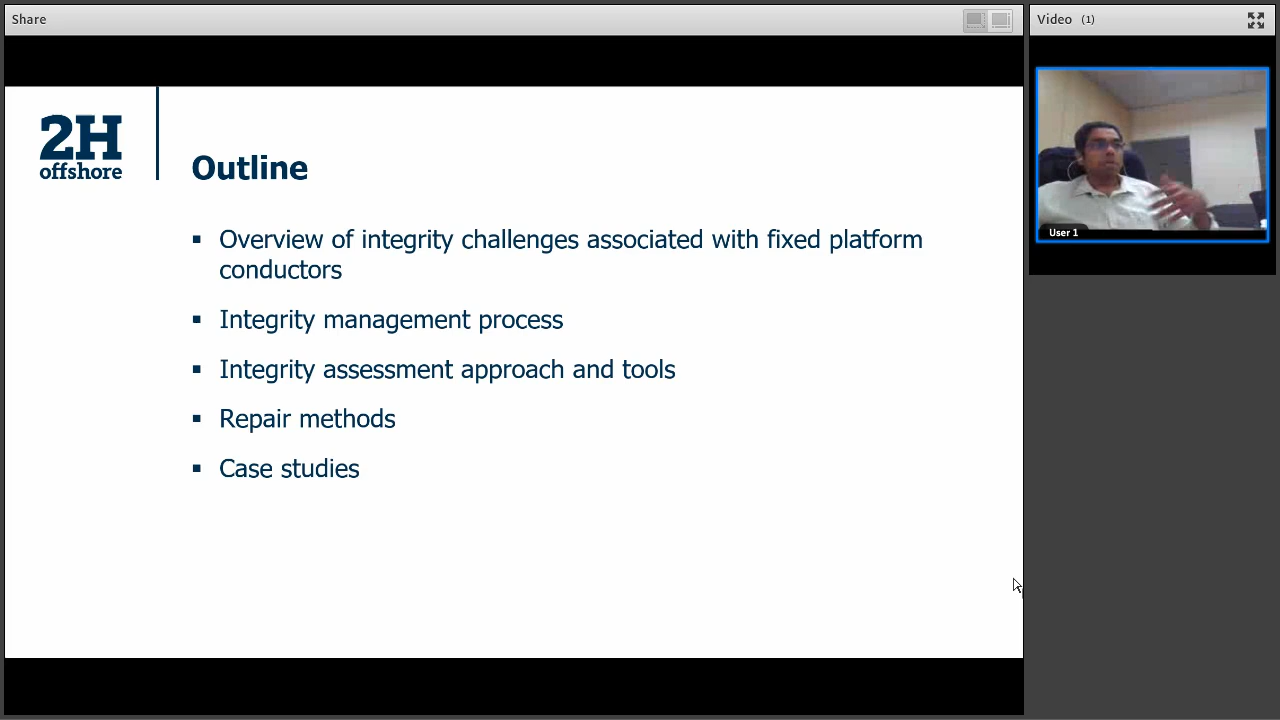 Share
Video (1)
2H
offshore
Outline
▪ Overview of integrity challenges associated with fixed platform
conductors
▪ Integrity management process
▪ Integrity assessment approach and tools
▪ Repair methods
▪ Case studies
User 1